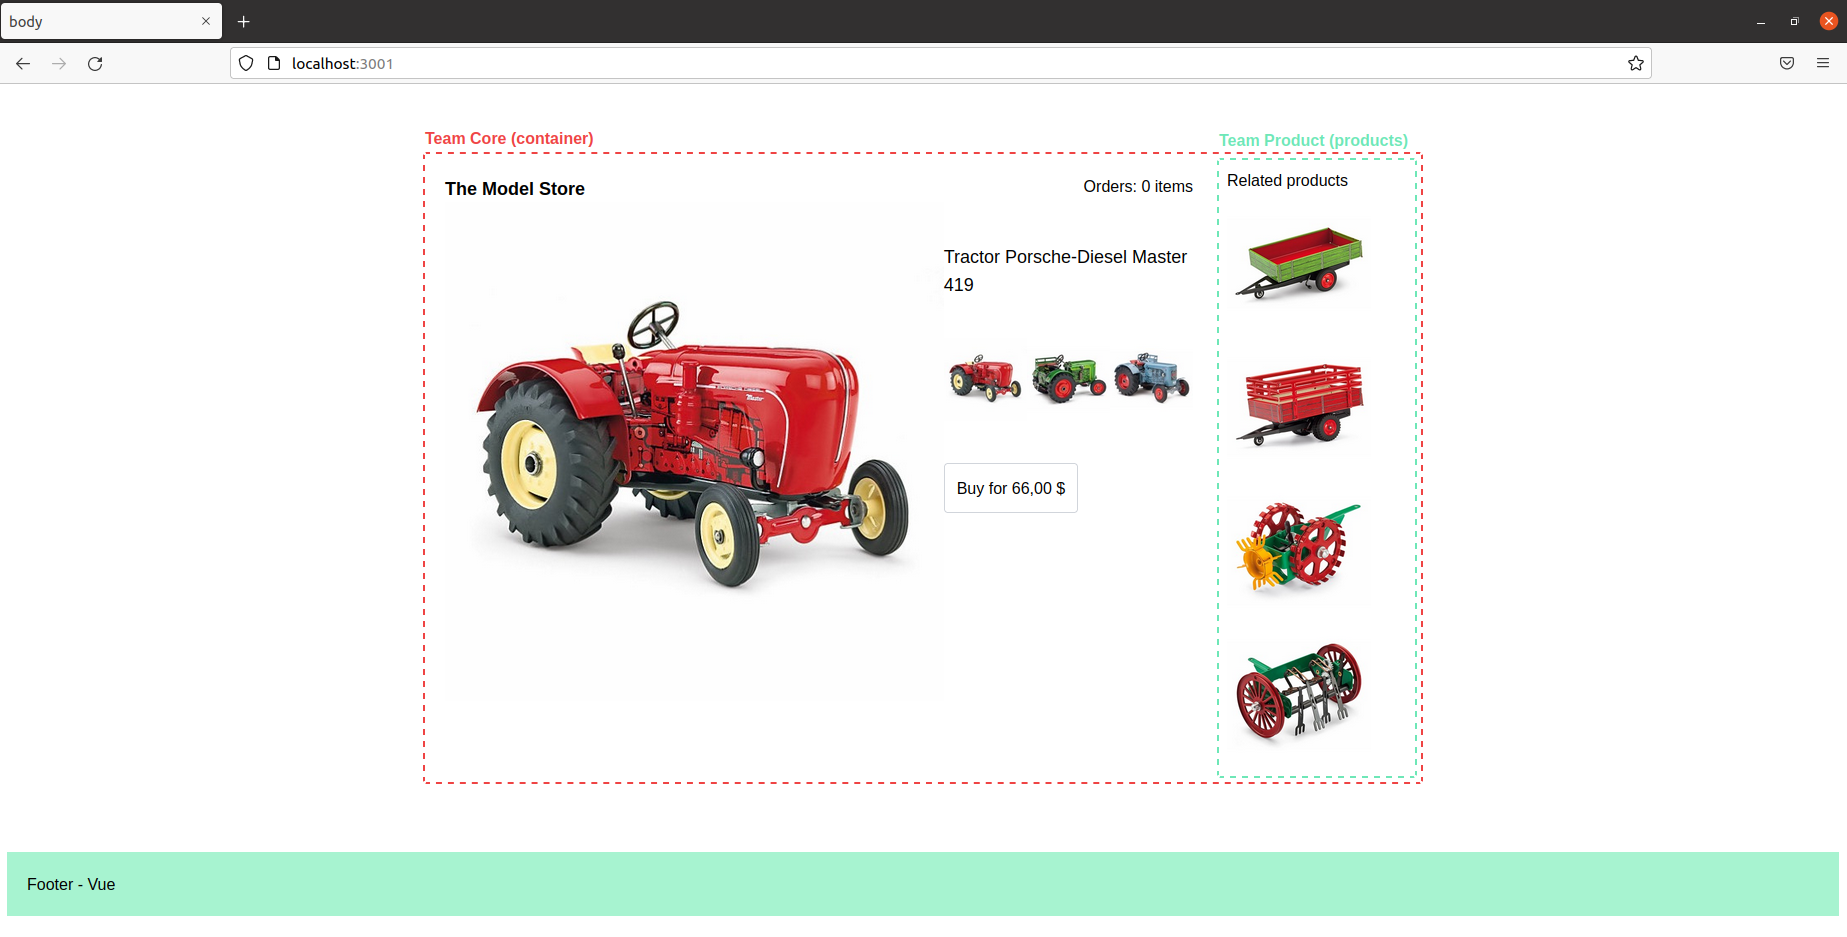 body
localhost:3001
Team Core (container)
Team Product (products)
The Model Store
Orders: 0 items
Related products
Tractor Porsche-Diesel Master
419
Buy for 66,00 $
Footer - Vue